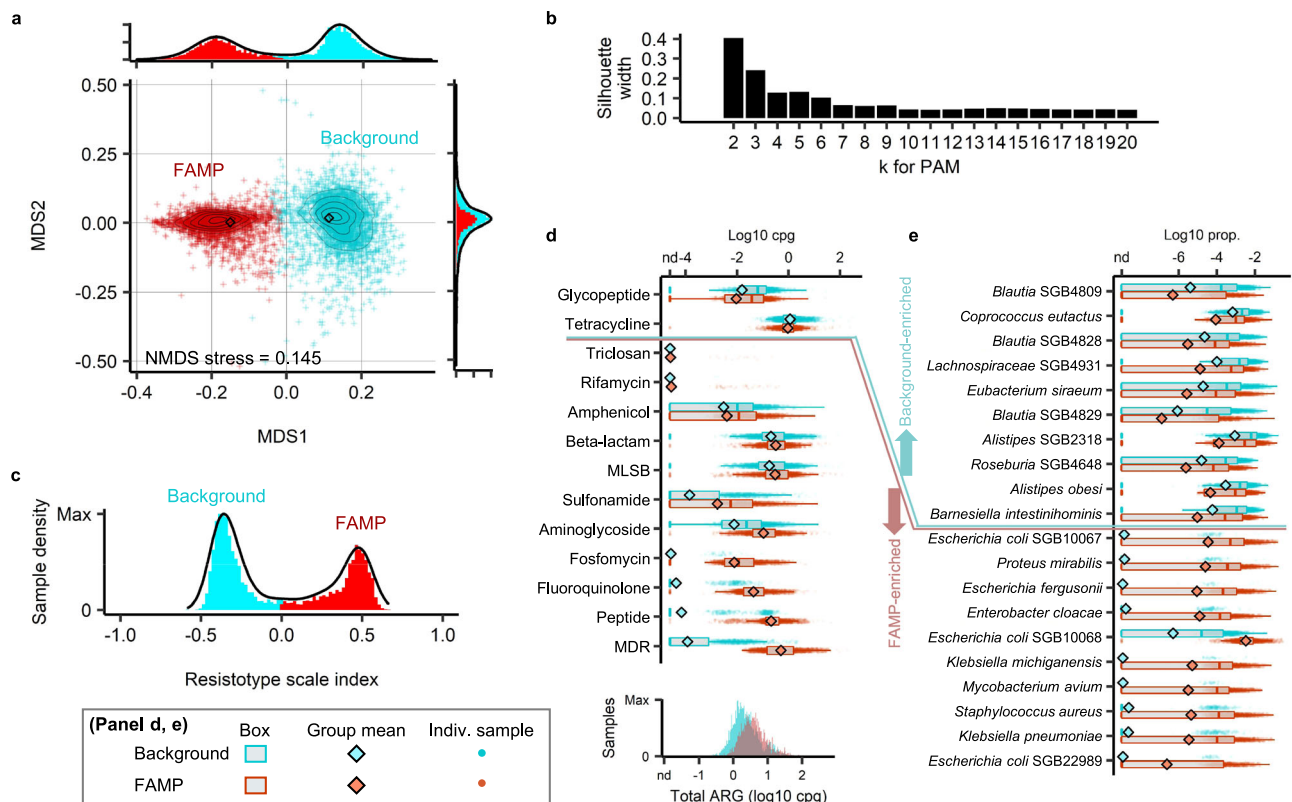 a
0.50
0.25
0.00
-0.25
-0.50
MDS2
Background
FAMP
NMDS stress = 0.145
-0.4
-0.2
0.0
0.2
MDS1
b
Silhouette
width
0.4
0.3
0.2
0.1
0.0
2 3 4 5 6 7 8 9 10 11 12 13 14 15 16 17 18 19 20
k for PAM
c
Sample density
Max
0
Background
FAMP
-1.0 -0.5 0.0 0.5 1.0
Resistotype scale index
(Panel d, e)
Box
Group mean
Indiv. sample
Background
FAMP
d
Log10 cpg
nd -4 -2 0 2
Glycopeptide
Tetracycline
Triclosan
Rifamycin
Amphenicol
Beta-lactam
MLSB
Sulfonamide
Aminoglycoside
Fosfomycin
Fluoroquinolone
Peptide
MDR
Samples
Max
0
nd -1 0 1 2
Total ARG (log10 cpg)
Background-enriched
FAMP-enriched
e
Log10 prop.
nd -6 -4 -2
Blautia SGB4809
Coprococcus eutactus
Blautia SGB4828
Lachnospiraceae SGB4931
Eubacterium siraeum
Blautia SGB4829
Alistipes SGB2318
Roseburia SGB4648
Alistipes obesi
Barnesiella intestinihominis
Escherichia coli SGB10067
Proteus mirabilis
Escherichia fergusonii
Enterobacter cloacae
Escherichia coli SGB10068
Klebsiella michiganensis
Mycobacterium avium
Staphylococcus aureus
Klebsiella pneumoniae
Escherichia coli SGB22989